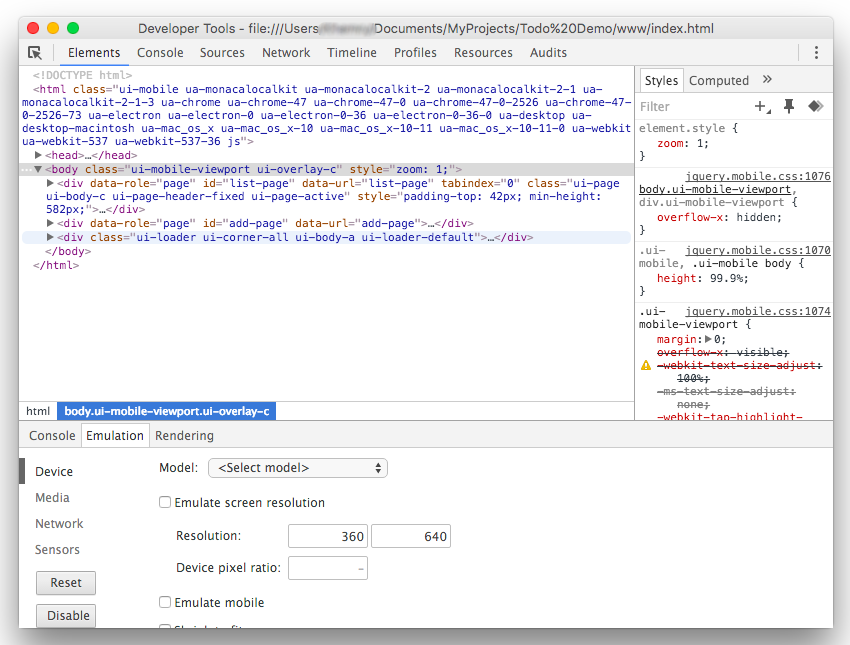 Developer Tools - file:///Users Documents/MyProjects/Todo%20Demo/www/index.html
Elements Console Sources Network Timeline Profiles Resources Audits
<!DOCTYPE html>
<html class="ui-mobile ua-monacalocalkit ua-monacalocalkit-2 ua-monacalocalkit-2-1 ua-
monacalocalkit-2-1-3 ua-chrome ua-chrome-47 ua-chrome-47-0 ua-chrome-47-0-2526 ua-chrome-47-
0-2526-73 ua-electron ua-electron-0 ua-electron-0-36 ua-electron-0-36-0 ua-desktop ua-
desktop-macintosh ua-mac_os_x ua-mac_os_x-10 ua-mac_os_x-10-11 ua-mac_os_x-10-11-0 ua-webkit
ua-webkit-537 ua-webkit-537-36 js">
▶<head>…</head>
…▼<body class="ui-mobile-viewport ui-overlay-c" style="zoom: 1;">
▶<div data-role="page" id="list-page" data-url="list-page" tabindex="0" class="ui-page
ui-body-c ui-page-header-fixed ui-page-active" style="padding-top: 42px; min-height:
582px;">…</div>
▶<div data-role="page" id="add-page" data-url="add-page">…</div>
▶<div class="ui-loader ui-corner-all ui-body-a ui-loader-default">…</div>
</body>
</html>
html body.ui-mobile-viewport.ui-overlay-c
Styles Computed »
Filter
element.style {
zoom: 1;
}
jquery.mobile.css:1076
body.ui-mobile-viewport,
div.ui-mobile-viewport {
overflow-x: hidden;
}
.ui- jquery.mobile.css:1070
mobile, .ui-mobile body {
height: 99.9%;
}
.ui- jquery.mobile.css:1074
mobile-viewport {
margin:▶0;
overflow-x: visible;
-webkit-text-size-adjust:
100%;
-ms-text-size-adjust:
none;
-webkit-tap-highlight-
Console Emulation Rendering
Device
Media
Network
Sensors
Reset
Disable
Model: <Select model>
Emulate screen resolution
Resolution: 360 640
Device pixel ratio: –
Emulate mobile